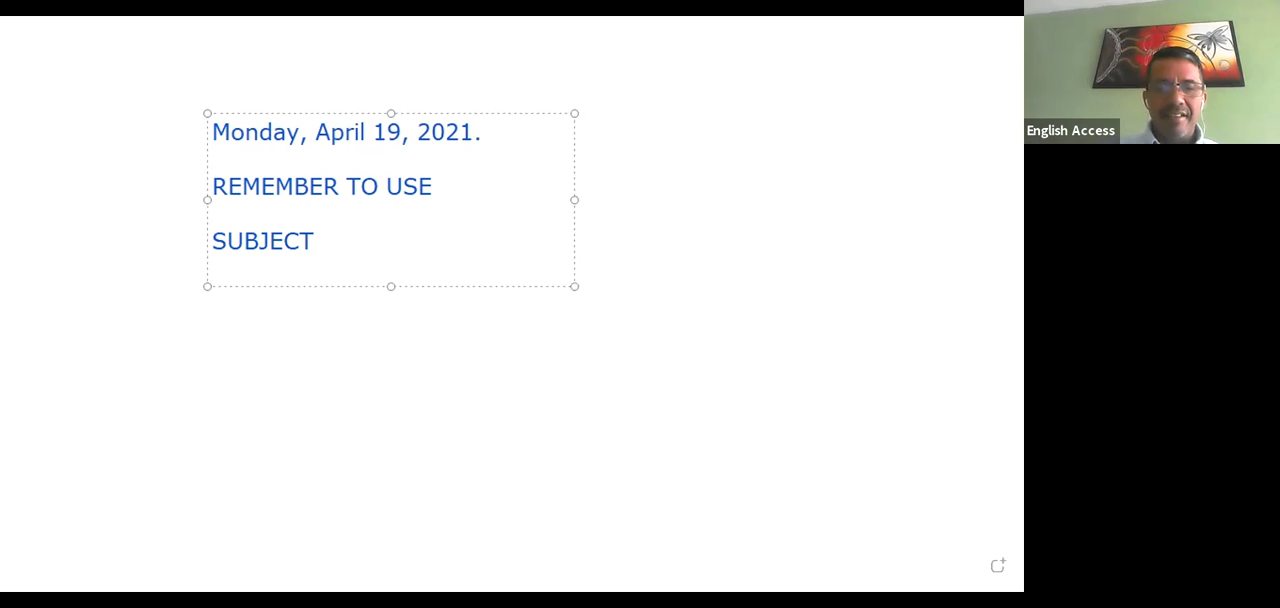 Monday, April 19, 2021.
REMEMBER TO USE
SUBJECT
English Access